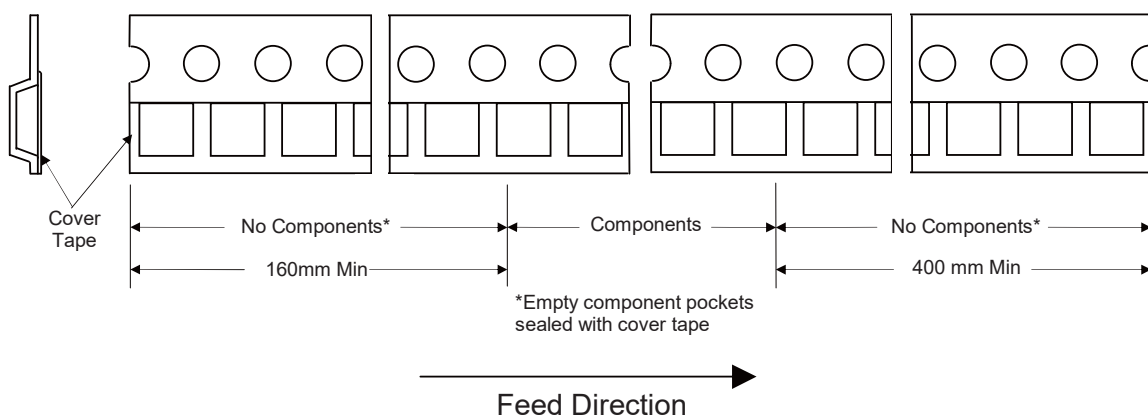 Cover
Tape
No Components*
Components
No Components*
160mm Min
400 mm Min
*Empty component pockets
sealed with cover tape
Feed Direction